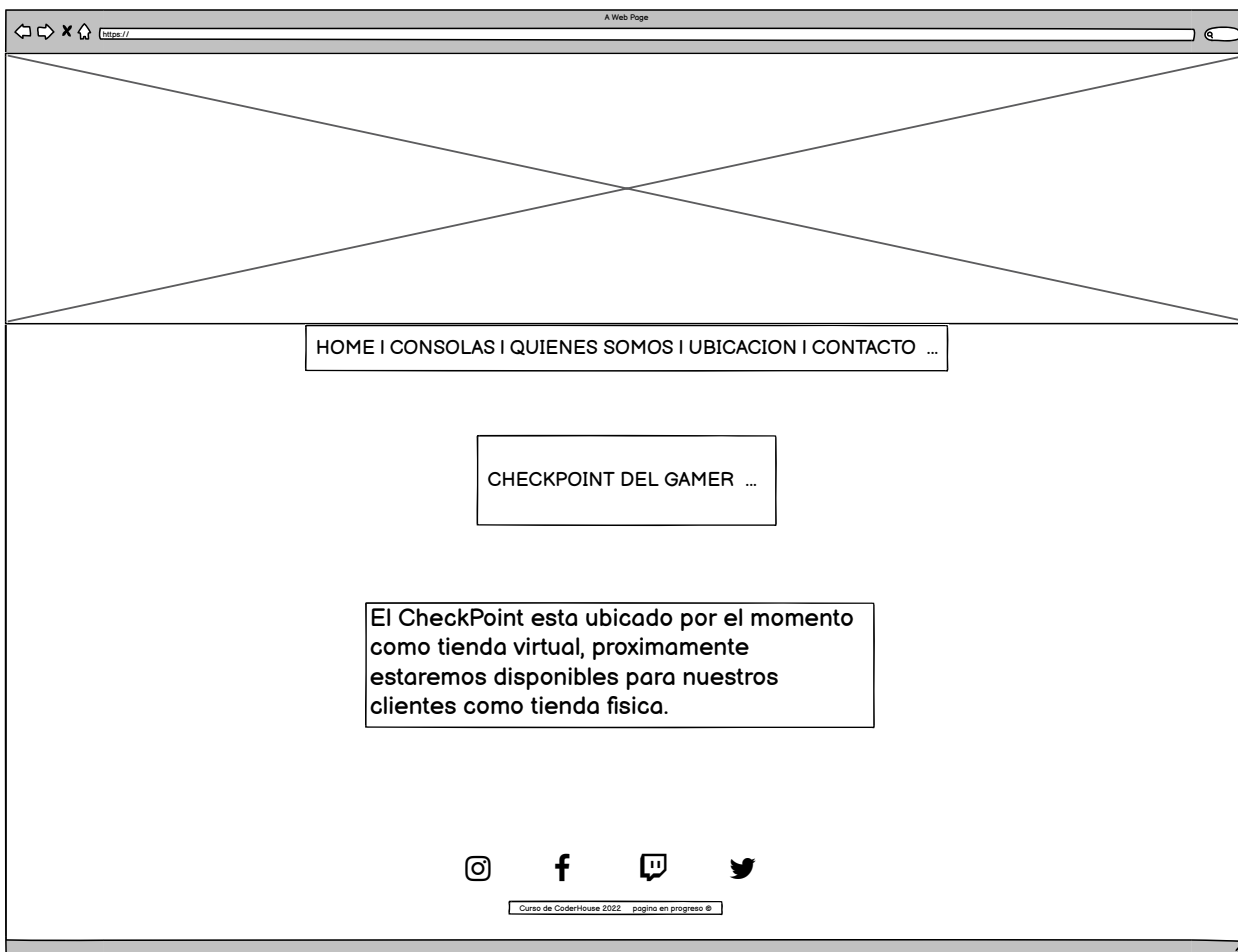 A Web Page
https://
HOME | CONSOLAS | QUIENES SOMOS | UBICACION | CONTACTO ...
CHECKPOINT DEL GAMER ...
El CheckPoint esta ubicado por el momento
como tienda virtual, proximamente
estaremos disponibles para nuestros
clientes como tienda fisica.
Curso de CoderHouse 2022 pagina en progreso ©